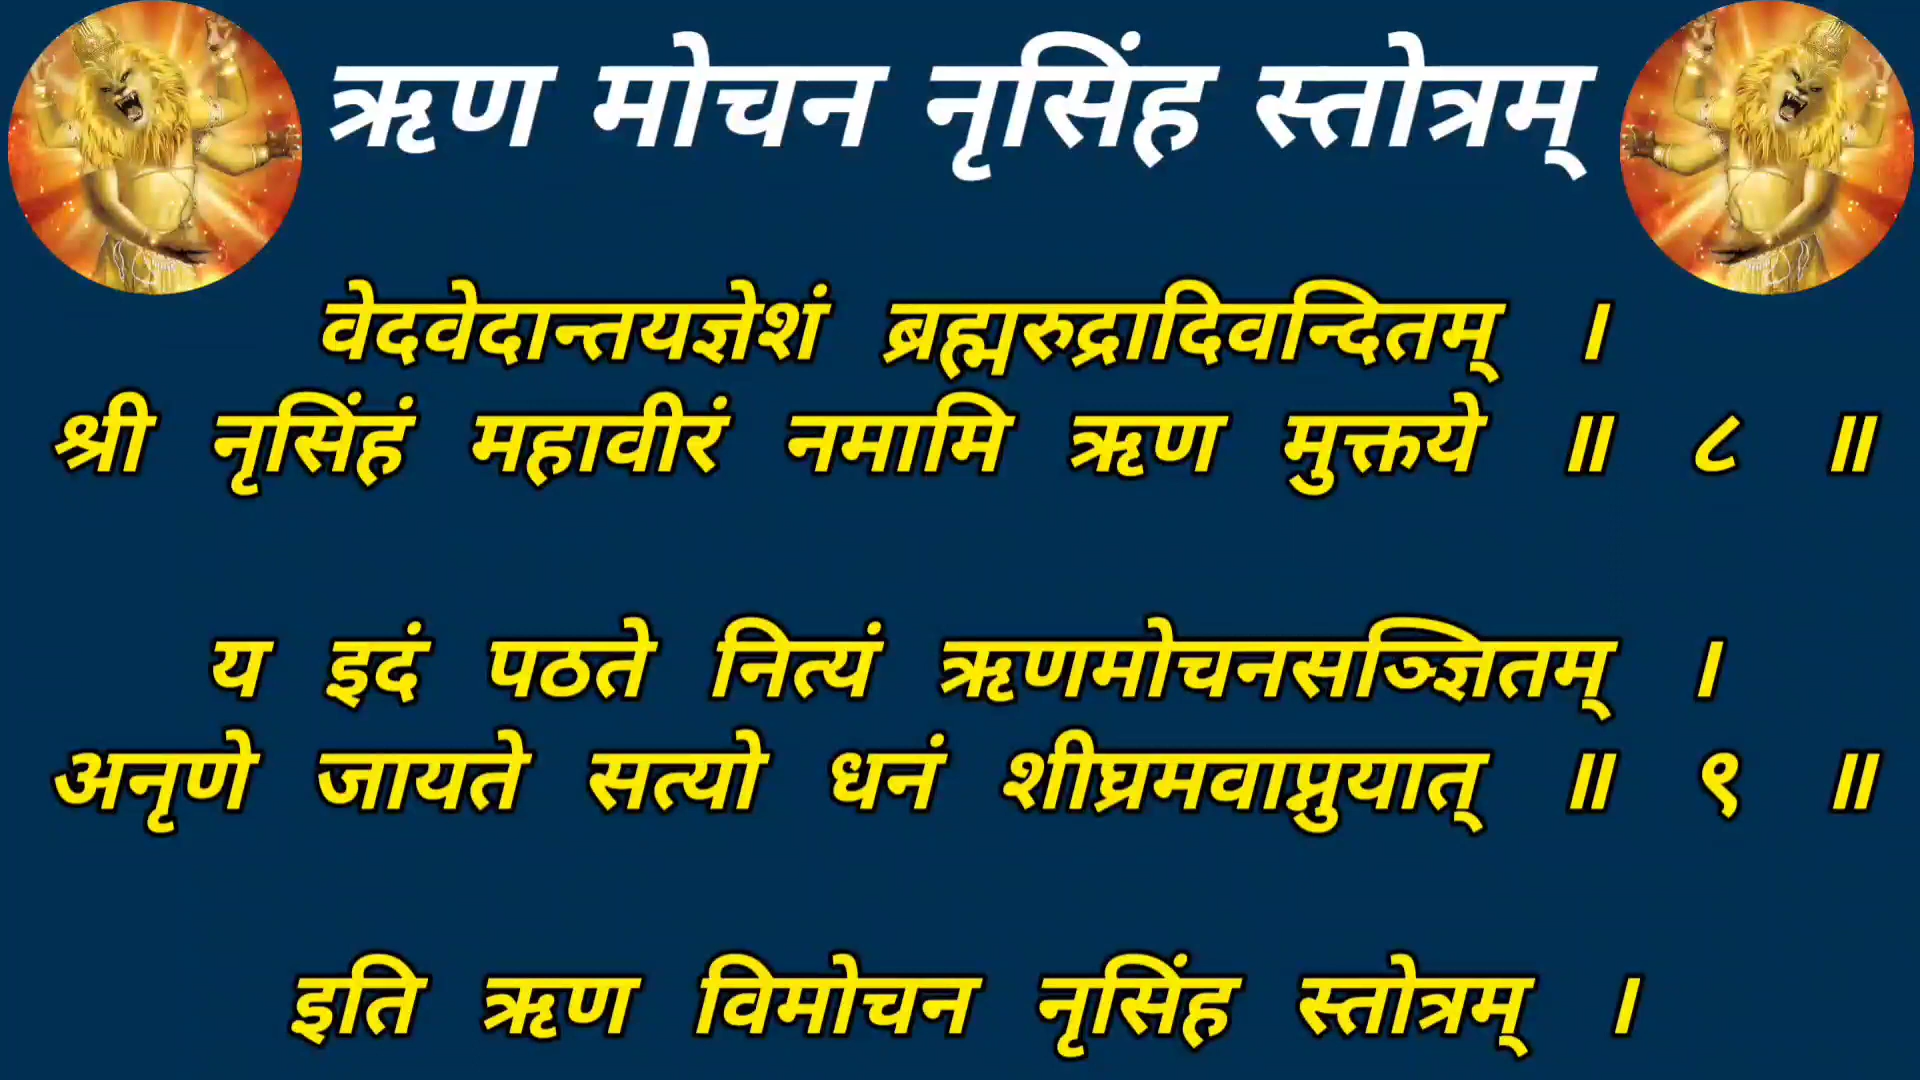 ऋण मोचन नृसिंह स्तोत्रम्
वेदवेदान्तयज्ञेशं ब्रह्मरुद्रादिवन्दितम् ।
श्री नृसिंहं महावीरं नमामि ऋण मुक्तये ॥ ८ ॥
य इदं पठते नित्यं ऋणमोचनसञ्ज्ञितम् ।
अनृणे जायते सत्यो धनं शीघ्रमवाप्नुयात् ॥ ९ ॥
इति ऋण विमोचन नृसिंह स्तोत्रम् ।